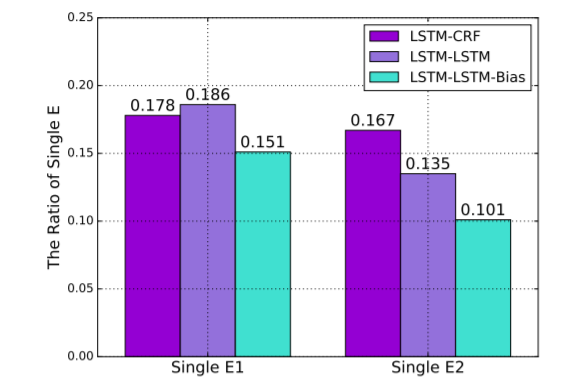 0.25
0.20
0.15
0.10
0.05
0.00
The Ratio of Single E
LSTM-CRF
LSTM-LSTM
LSTM-LSTM-Bias
0.178
0.186
0.151
0.167
0.135
0.101
Single E1
Single E2